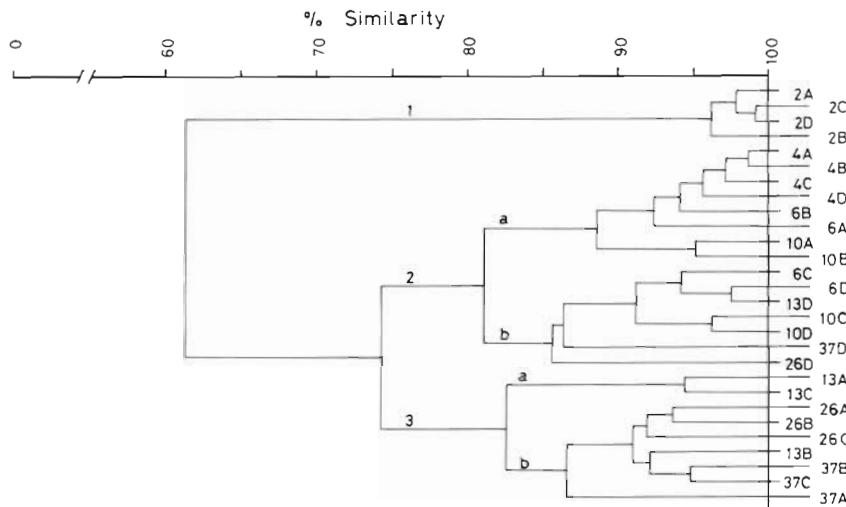 % Similarity
0 60 70 80 90 100
2A
1
2C
2D
2B
4A
4B
4C
4D
6B
a
6A
10A
10B
6C
2
6D
13D
10C
10D
b
37D
26D
a
13A
13C
26A
3
26B
26C
13B
b
37B
37C
37A